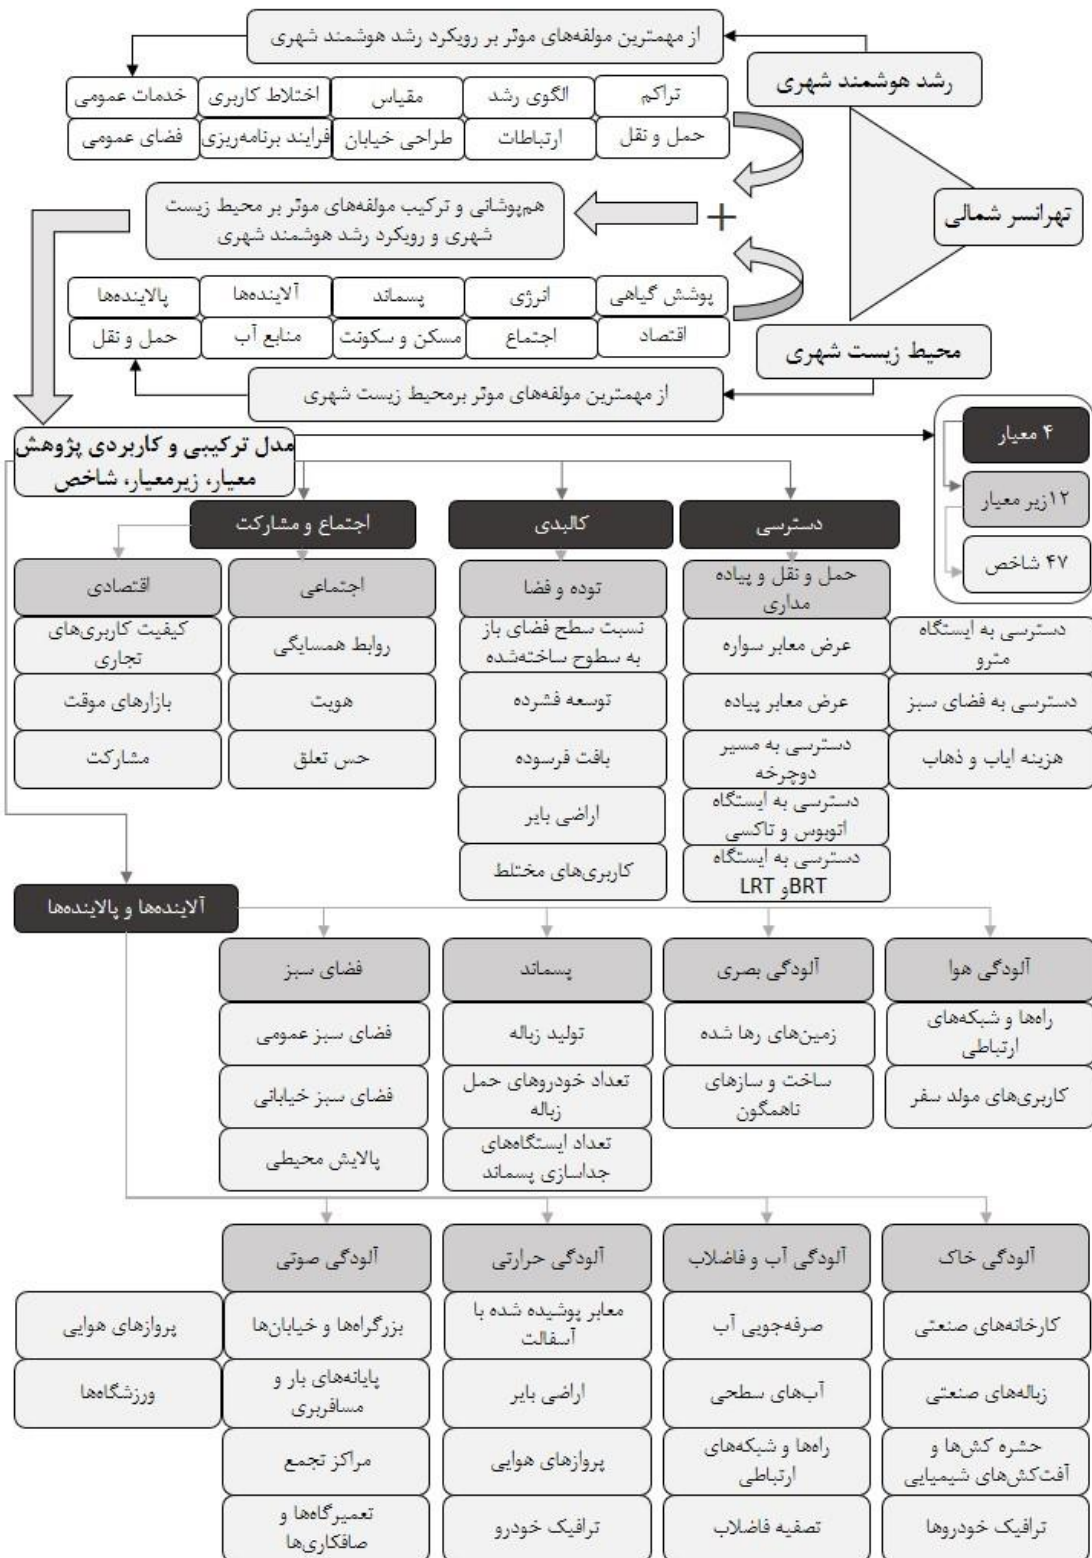 از مهمترین مولفه‌های موثر بر رویکرد رشد هوشمند شهری
رشد هوشمند شهری
تراکم
الگوی رشد
مقیاس
اختلاط کاربری
خدمات عمومی
حمل و نقل
ارتباطات
طراحی خیابان
فرایند برنامه‌ریزی
فضای عمومی
تهرانسر شمالی
هم‌پوشانی و ترکیب مولفه‌های موثر بر محیط زیست
شهری و رویکرد رشد هوشمند شهری
+
پوشش گیاهی
انرژی
پسماند
آلاینده‌ها
پالاینده‌ها
اقتصاد
اجتماع
مسکن و سکونت
منابع آب
حمل و نقل
محیط زیست شهری
از مهمترین مولفه‌های موثر برمحیط زیست شهری
مدل ترکیبی و کاربردی پژوهش
معیار، زیرمعیار، شاخص
۴ معیار
۱۲زیر معیار
۴۷ شاخص
دسترسی
کالبدی
اجتماع و مشارکت
حمل و نقل و پیاده
مداری
توده و فضا
اجتماعی
اقتصادی
دسترسی به ایستگاه
مترو
عرض معابر سواره
نسبت سطح فضای باز
به سطوح ساخته‌شده
روابط همسایگی
کیفیت کاربری‌های
تجاری
دسترسی به فضای سبز
عرض معابر پیاده
توسعه فشرده
هویت
بازارهای موقت
هزینه ایاب و ذهاب
دسترسی به مسیر
دوچرخه
بافت فرسوده
حس تعلق
مشارکت
دسترسی به ایستگاه
اتوبوس و تاکسی
اراضی بایر
دسترسی به ایستگاه
BRTو LRT
کاربری‌های مختلط
آلاینده‌ها و پالاینده‌ها
آلودگی هوا
آلودگی بصری
پسماند
فضای سبز
راه‌ها و شبکه‌های
ارتباطی
زمین‌های رها شده
تولید زباله
فضای سبز عمومی
کاربری‌های مولد سفر
ساخت و سازهای
ناهمگون
تعداد خودروهای حمل
زباله
فضای سبز خیابانی
تعداد ایستگاه‌های
جداسازی پسماند
پالایش محیطی
آلودگی خاک
آلودگی آب و فاضلاب
آلودگی حرارتی
آلودگی صوتی
کارخانه‌های صنعتی
صرفه‌جویی آب
معابر پوشیده شده با
آسفالت
بزرگراه‌ها و خیابان‌ها
پروازهای هوایی
زباله‌های صنعتی
آب‌های سطحی
اراضی بایر
پایانه‌های بار و
مسافربری
ورزشگاه‌ها
حشره کش‌ها و
آفت‌کش‌های شیمیایی
راه‌ها و شبکه‌های
ارتباطی
پروازهای هوایی
مراکز تجمع
ترافیک خودروها
تصفیه فاضلاب
ترافیک خودرو
تعمیرگاه‌ها و
صافکاری‌ها